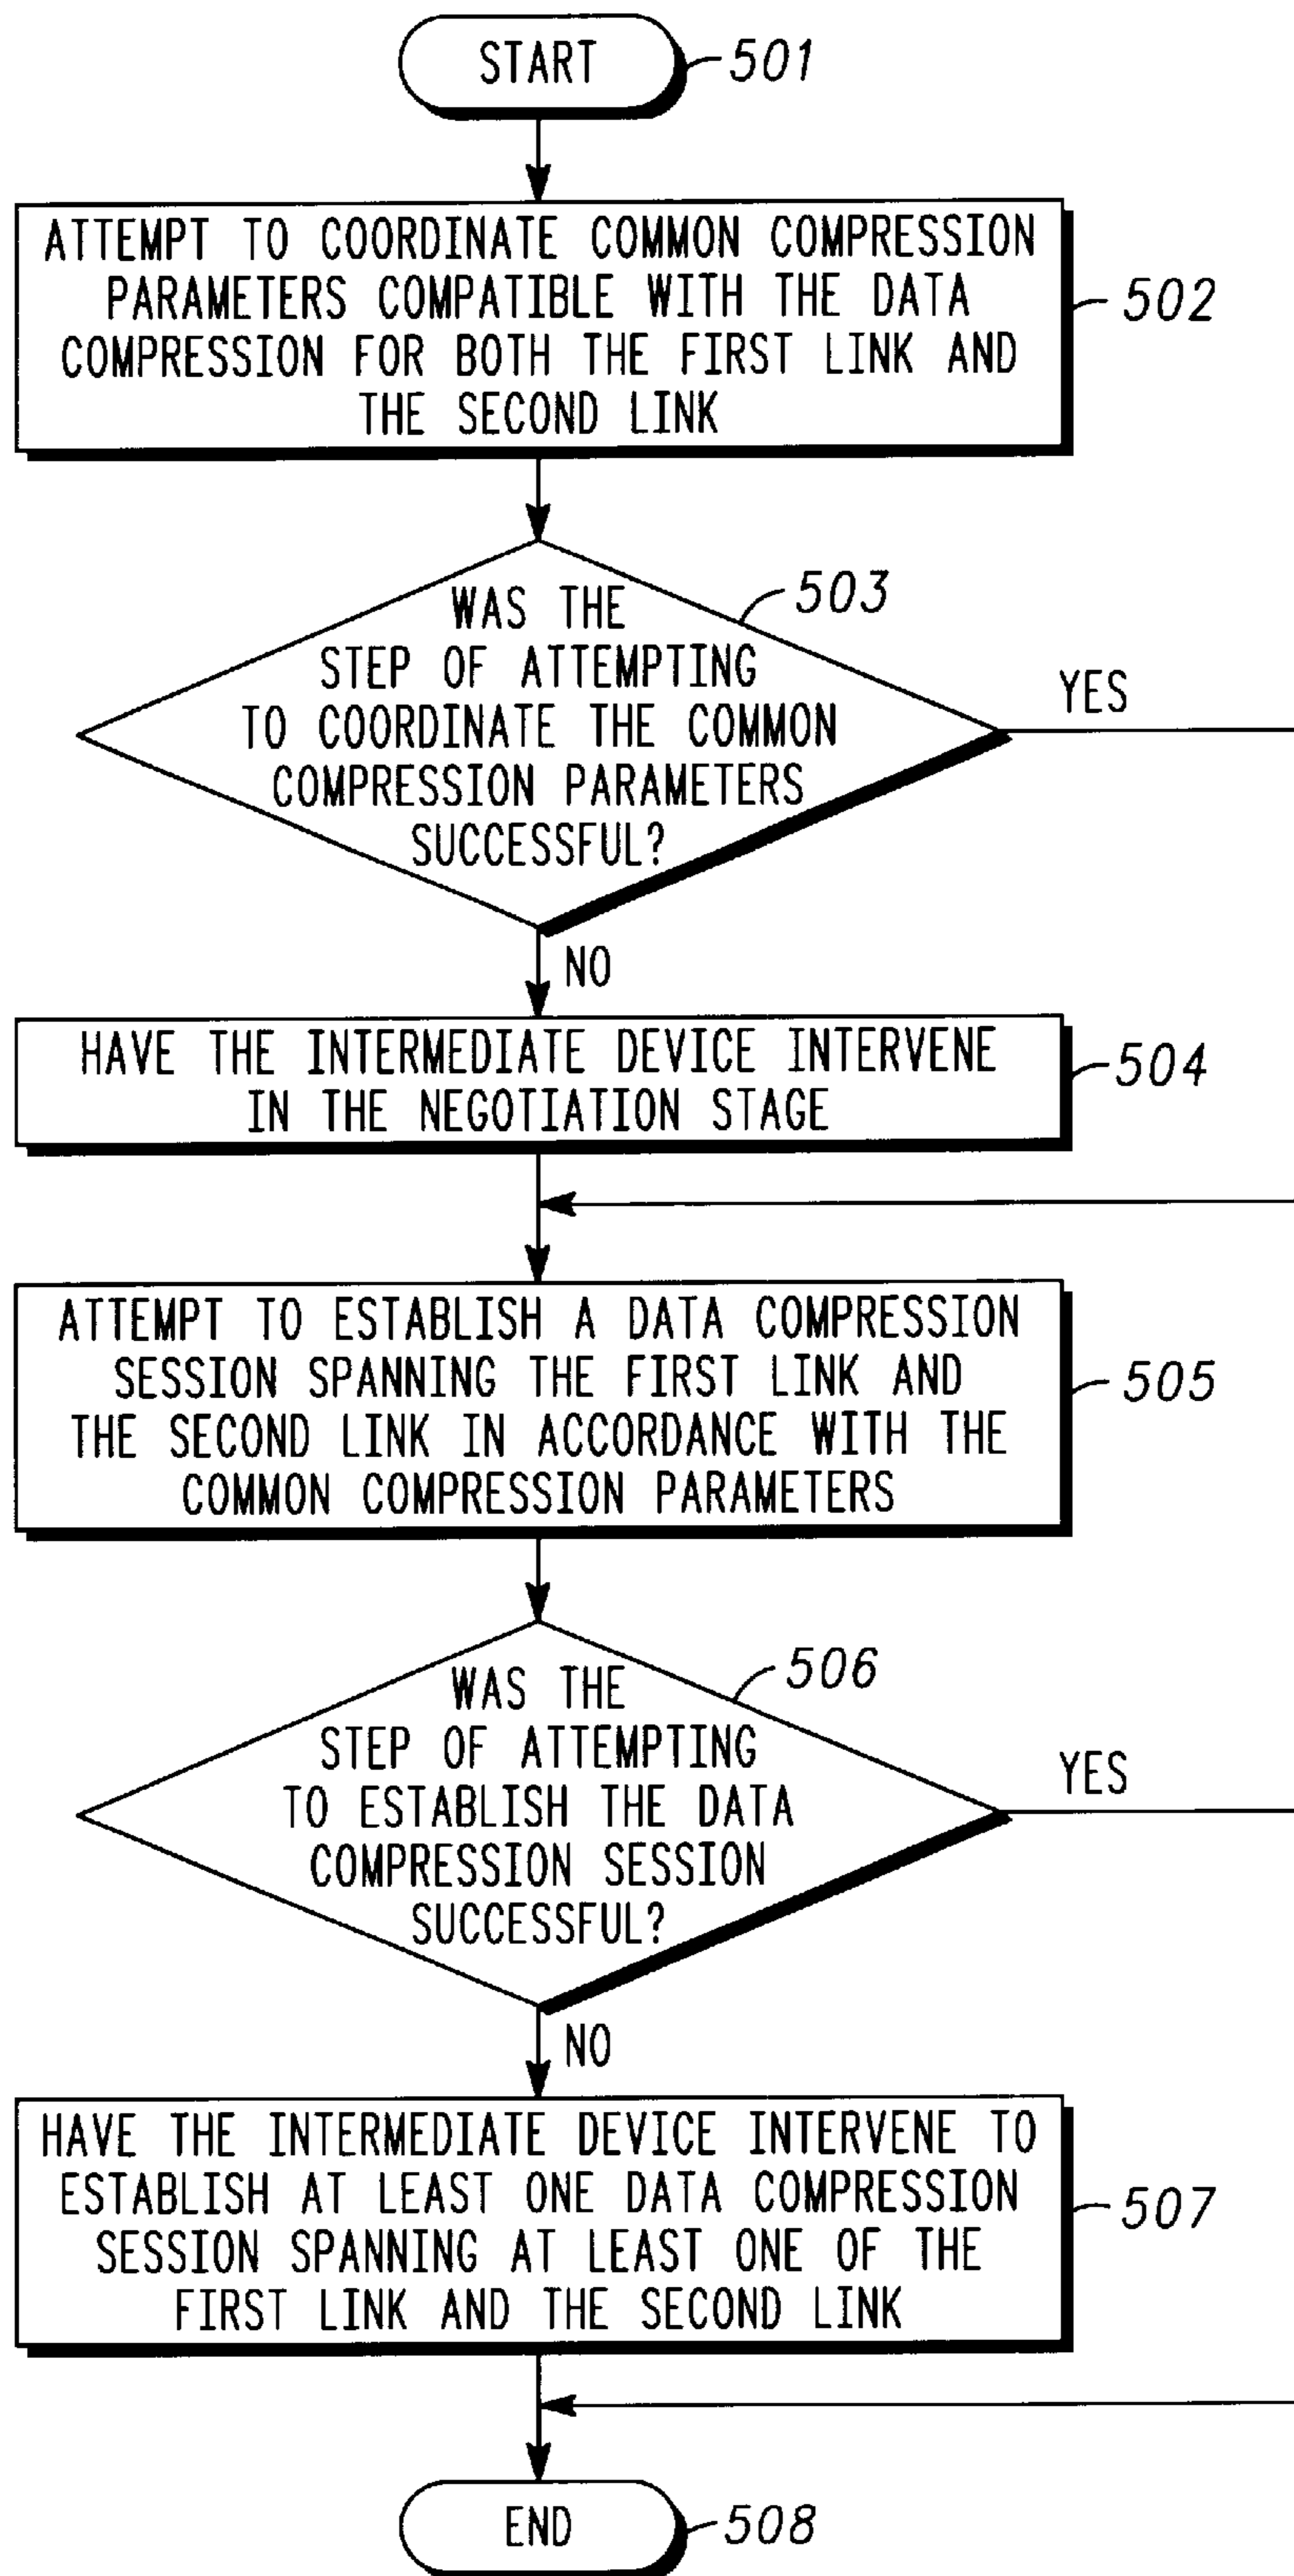 START
501
ATTEMPT TO COORDINATE COMMON COMPRESSION
PARAMETERS COMPATIBLE WITH THE DATA
COMPRESSION FOR BOTH THE FIRST LINK AND
THE SECOND LINK
502
WAS THE
STEP OF ATTEMPTING
TO COORDINATE THE COMMON
COMPRESSION PARAMETERS
SUCCESSFUL?
503
YES
NO
HAVE THE INTERMEDIATE DEVICE INTERVENE
IN THE NEGOTIATION STAGE
504
ATTEMPT TO ESTABLISH A DATA COMPRESSION
SESSION SPANNING THE FIRST LINK AND
THE SECOND LINK IN ACCORDANCE WITH THE
COMMON COMPRESSION PARAMETERS
505
WAS THE
STEP OF ATTEMPTING
TO ESTABLISH THE DATA
COMPRESSION SESSION
SUCCESSFUL?
506
YES
NO
HAVE THE INTERMEDIATE DEVICE INTERVENE TO
ESTABLISH AT LEAST ONE DATA COMPRESSION
SESSION SPANNING AT LEAST ONE OF THE
FIRST LINK AND THE SECOND LINK
507
END
508